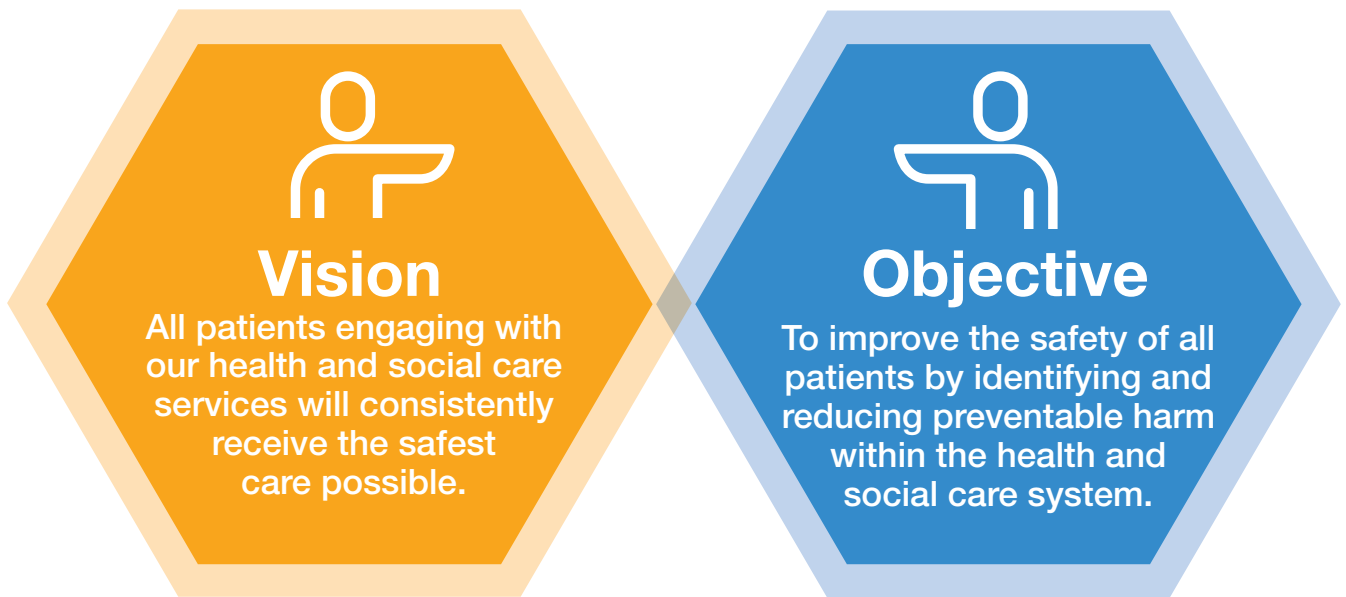 Vision
All patients engaging with
our health and social care
services will consistently
receive the safest
care possible.
Objective
To improve the safety of all
patients by identifying and
reducing preventable harm
within the health and
social care system.